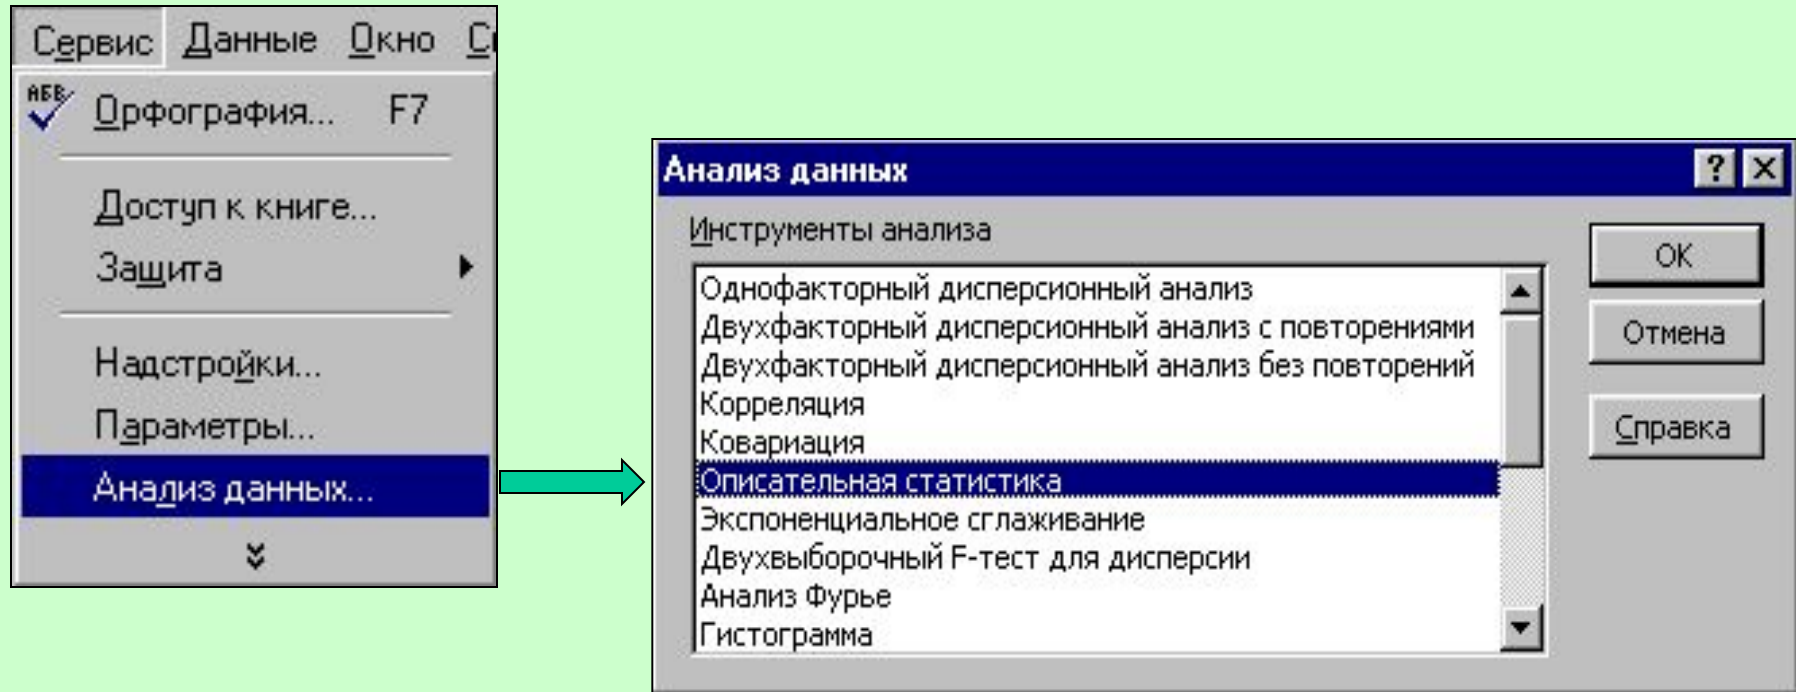 Сервис Данные Окно
АБВ
Орфография... F7
Доступ к книге...
Защита
Надстройки...
Параметры...
Анализ данных...
Анализ данных
Инструменты анализа
Однофакторный дисперсионный анализ
Двухфакторный дисперсионный анализ с повторениями
Двухфакторный дисперсионный анализ без повторений
Корреляция
Ковариация
Описательная статистика
Экспоненциальное сглаживание
Двухвыборочный F-тест для дисперсии
Анализ Фурье
Гистограмма
OK
Отмена
Справка